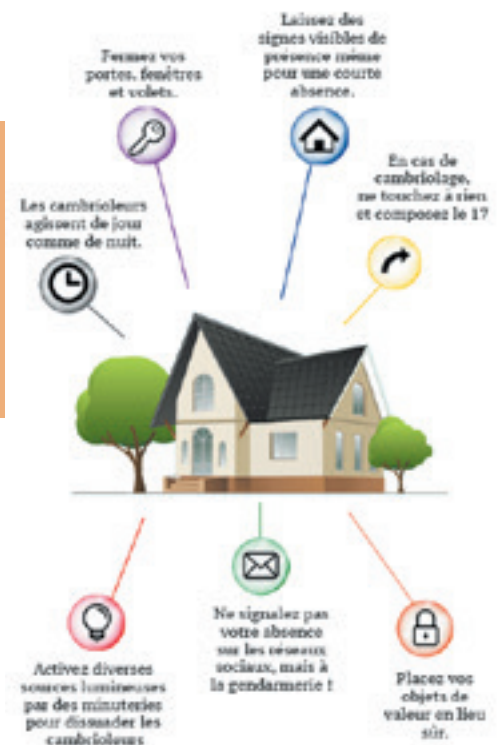 Laissez des
signes visibles de
présence même
pour une courte
absence.
Fermez vos
portes, fenêtres
et volets.
En cas de
cambriolage,
ne touchez à rien
et composez le 17
Les cambrioleurs
agissent de jour
comme de nuit.
Ne signalez pas
votre absence
sur les réseaux
sociaux, mais à
la gendarmerie !
Activez diverses
sources lumineuses
par des minuteries
pour dissuader les
cambrioleurs
Placez vos
objets de
valeur en lieu
sûr.